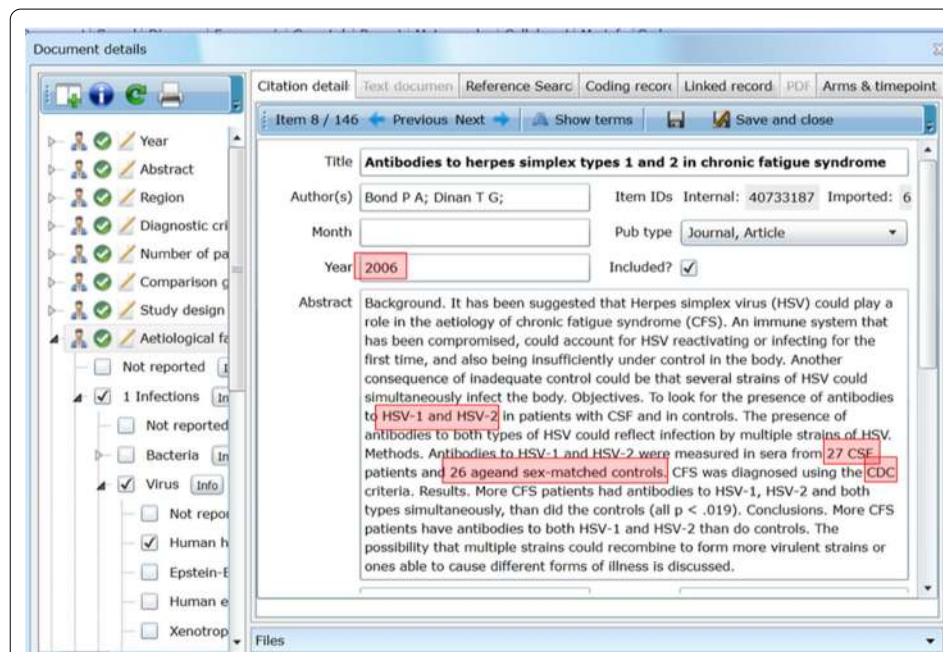 Document details
Citation detail Text documen Reference Searc Coding recor Linked record PDF Arms & timepoint
Item 8 / 146 Previous Next Show terms Save and close
Year
Abstract
Region
Diagnostic cri
Number of pa
Comparison g
Study design
Aetiological fa
Not reported
1 Infections In
Not reported
Bacteria In
Virus Info
Not repor
Human h
Epstein-B
Human e
Xenotrop
Title Antibodies to herpes simplex types 1 and 2 in chronic fatigue syndrome
Author(s) Bond P A; Dinan T G; Item IDs Internal: 40733187 Imported: 6
Month Pub type Journal, Article
Year 2006 Included?
Abstract Background. It has been suggested that Herpes simplex virus (HSV) could play a
role in the aetiology of chronic fatigue syndrome (CFS). An immune system that
has been compromised, could account for HSV reactivating or infecting for the
first time, and also being insufficiently under control in the body. Another
consequence of inadequate control could be that several strains of HSV could
simultaneously infect the body. Objectives. To look for the presence of antibodies
to HSV-1 and HSV-2 in patients with CSF and in controls. The presence of
antibodies to both types of HSV could reflect infection by multiple strains of HSV.
Methods. Antibodies to HSV-1 and HSV-2 were measured in sera from 27 CSF
patients and 26 ageand sex-matched controls. CFS was diagnosed using the CDC
criteria. Results. More CFS patients had antibodies to HSV-1, HSV-2 and both
types simultaneously, than did the controls (all p < .019). Conclusions. More CFS
patients have antibodies to both HSV-1 and HSV-2 than do controls. The
possibility that multiple strains could recombine to form more virulent strains or
ones able to cause different forms of illness is discussed.
Files